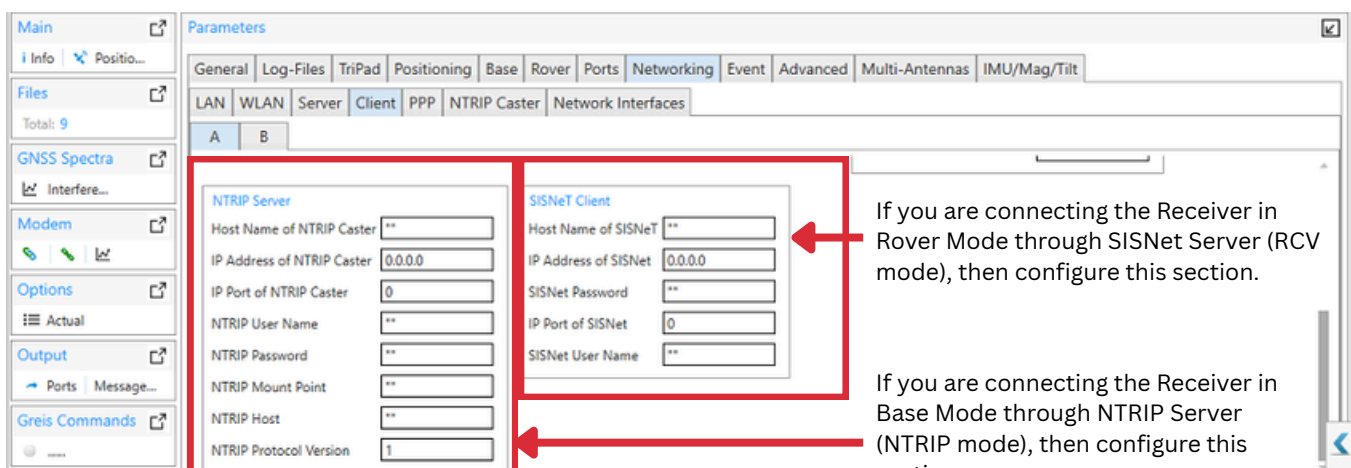 Main
i Info Positio...
Files
Total: 9
GNSS Spectra
Interfere...
Modem
Options
Actual
Output
Ports Message...
Greis Commands
.....
Parameters
General Log-Files TriPad Positioning Base Rover Ports Networking Event Advanced Multi-Antennas IMU/Mag/Tilt
LAN WLAN Server Client PPP NTRIP Caster Network Interfaces
A B
NTRIP Server
Host Name of NTRIP Caster ""
IP Address of NTRIP Caster 0.0.0.0
IP Port of NTRIP Caster 0
NTRIP User Name ""
NTRIP Password ""
NTRIP Mount Point ""
NTRIP Host ""
NTRIP Protocol Version 1
SISNeT Client
Host Name of SISNeT ""
IP Address of SISNet 0.0.0.0
SISNet Password ""
IP Port of SISNet 0
SISNet User Name ""
If you are connecting the Receiver in
Rover Mode through SISNet Server (RCV
mode), then configure this section.
If you are connecting the Receiver in
Base Mode through NTRIP Server
(NTRIP mode), then configure this